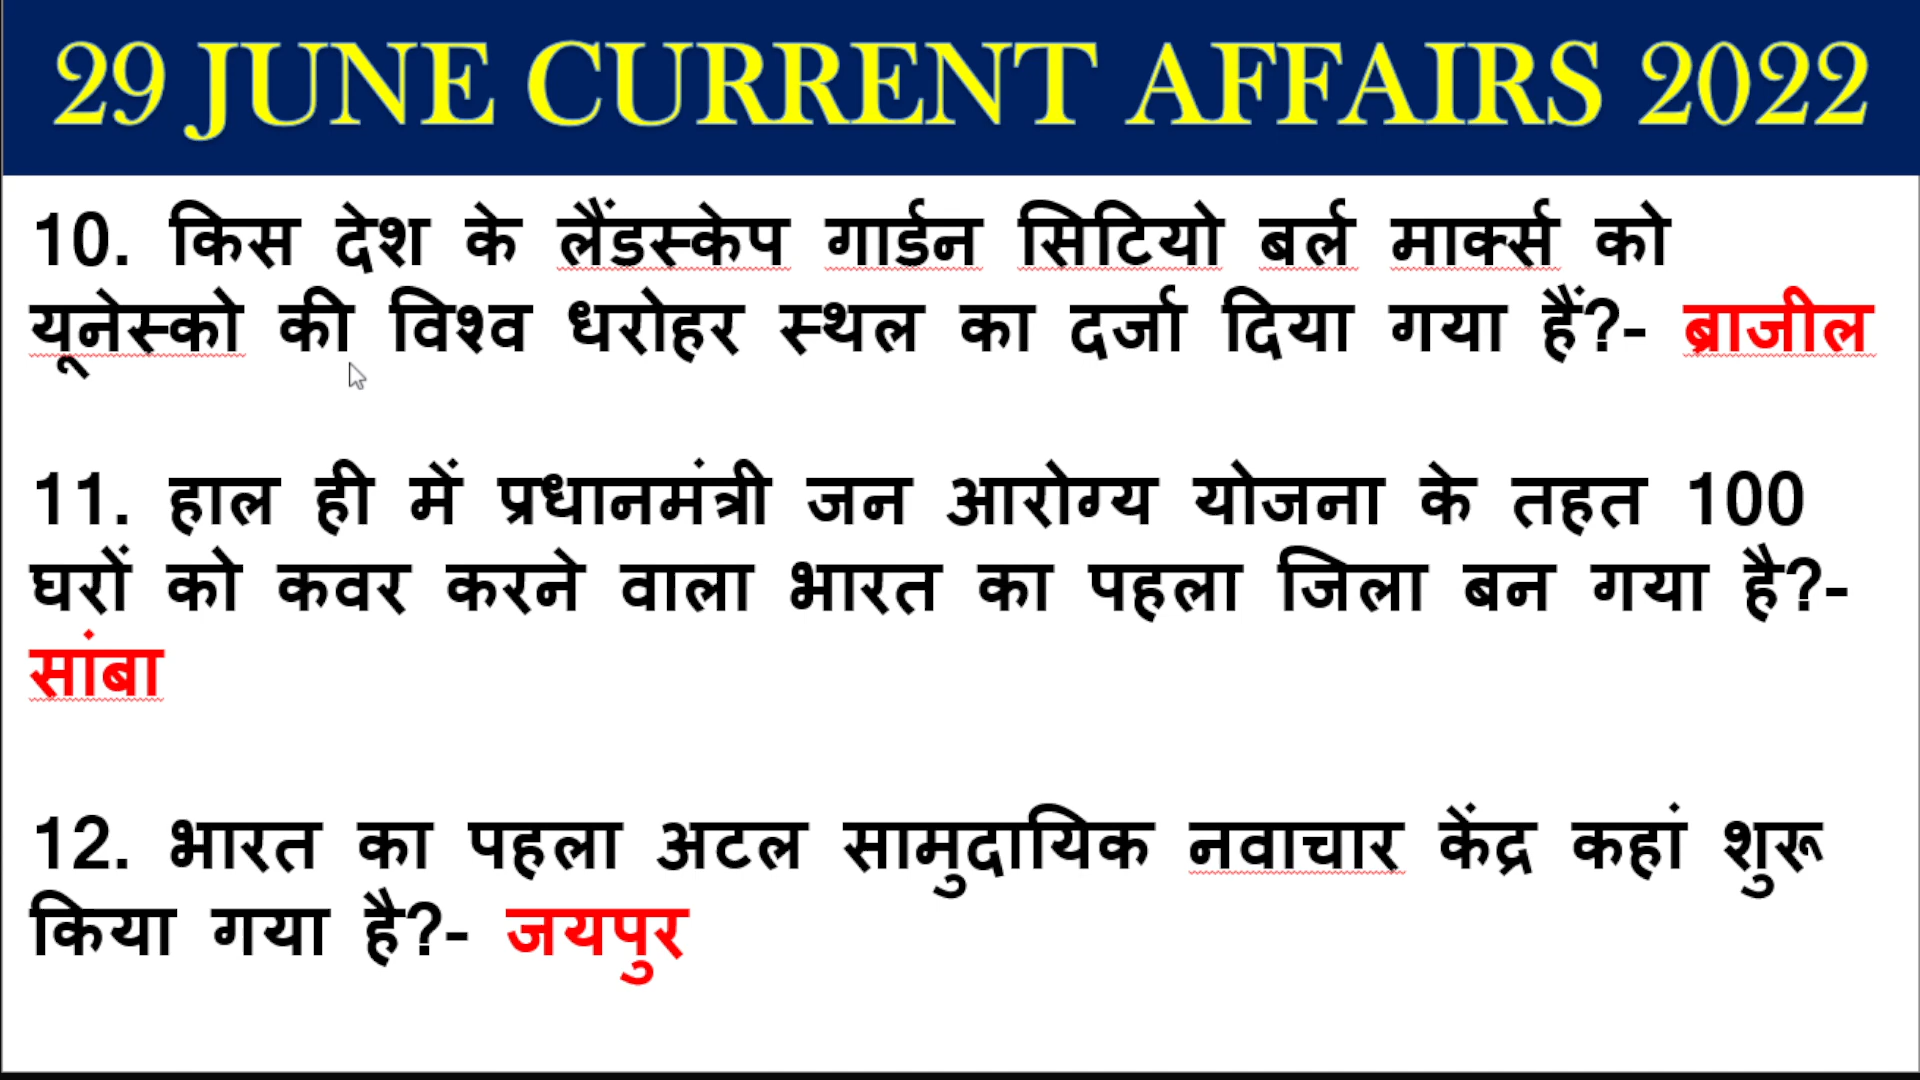 29 JUNE CURRENT AFFAIRS 2022
10. किस देश के लैंडस्केप गार्डन सिटियो बर्ल मार्क्स को
यूनेस्को की विश्व धरोहर स्थल का दर्जा दिया गया हैं?- ब्राजील
11. हाल ही में प्रधानमंत्री जन आरोग्य योजना के तहत 100
घरों को कवर करने वाला भारत का पहला जिला बन गया है?-
सांबा
12. भारत का पहला अटल सामुदायिक नवाचार केंद्र कहां शुरू
किया गया है?- जयपुर